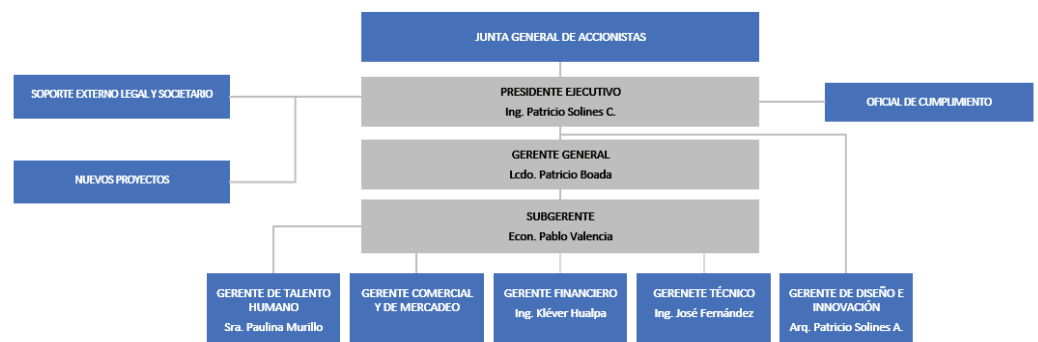 JUNTA GENERAL DE ACCIONISTAS
SOPORTE EXTERNO LEGAL Y SOCIETARIO
PRESIDENTE EJECUTIVO
Ing. Patricio Solines C.
OFICIAL DE CUMPLIMIENTO
NUEVOS PROYECTOS
GERENTE GENERAL
Lcdo. Patricio Boada
SUBGERENTE
Econ. Pablo Valencia
GERENTE DE TALENTO
HUMANO
Sra. Paulina Murillo
GERENTE COMERCIAL
Y DE MERCADEO
GERENTE FINANCIERO
Ing. Kléver Hualpa
GERENETE TÉCNICO
Ing. José Fernández
GERENTE DE DISEÑO E
INNOVACIÓN
Arq. Patricio Solines A.